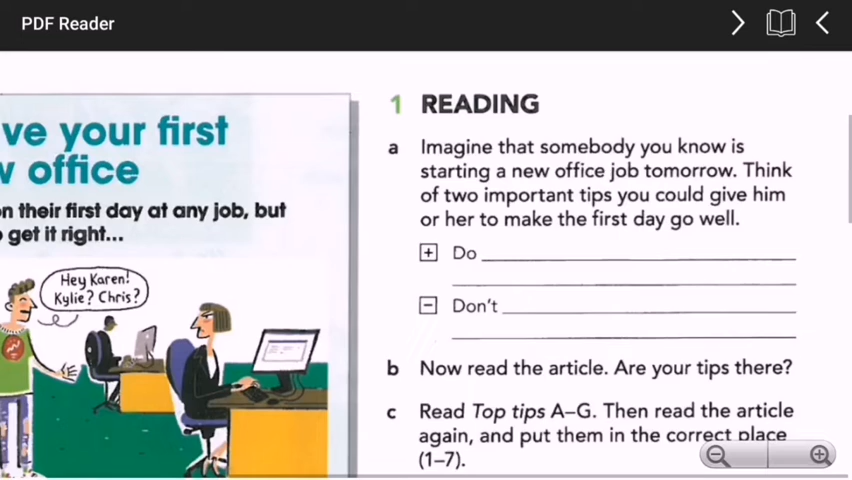 PDF Reader
ve your first
office
n their first day at any job, but
get it right...
Hey Karen!
Kylie? Chris?
1 READING
a Imagine that somebody you know is
starting a new office job tomorrow. Think
of two important tips you could give him
or her to make the first day go well.
+ Do
− Don't
b Now read the article. Are your tips there?
c Read Top tips A–G. Then read the article
again, and put them in the correct place
(1–7).